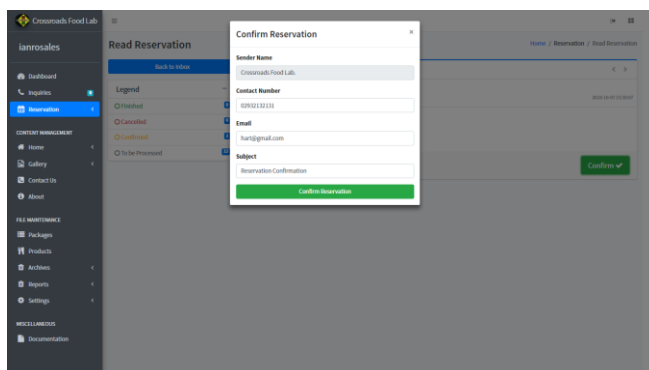 Crossroads Food Lab
ianrosales
Dashboard
Inquiries
Reservation
CONTENT MANAGEMENT
Home
Gallery
Contact Us
About
FILE MAINTENANCE
Packages
Products
Archives
Reports
Settings
MISCELLANEOUS
Documentation
Read Reservation
Home / Reservation / Read Reservation
Back to Inbox
Legend
Finished
Cancelled
Confirmed
To be Processed
Confirm
Confirm Reservation
×
Sender Name
Crossroads Food Lab.
Contact Number
02932132131
Email
hart@gmail.com
Subject
Reservation Confirmation
Confirm Reservation